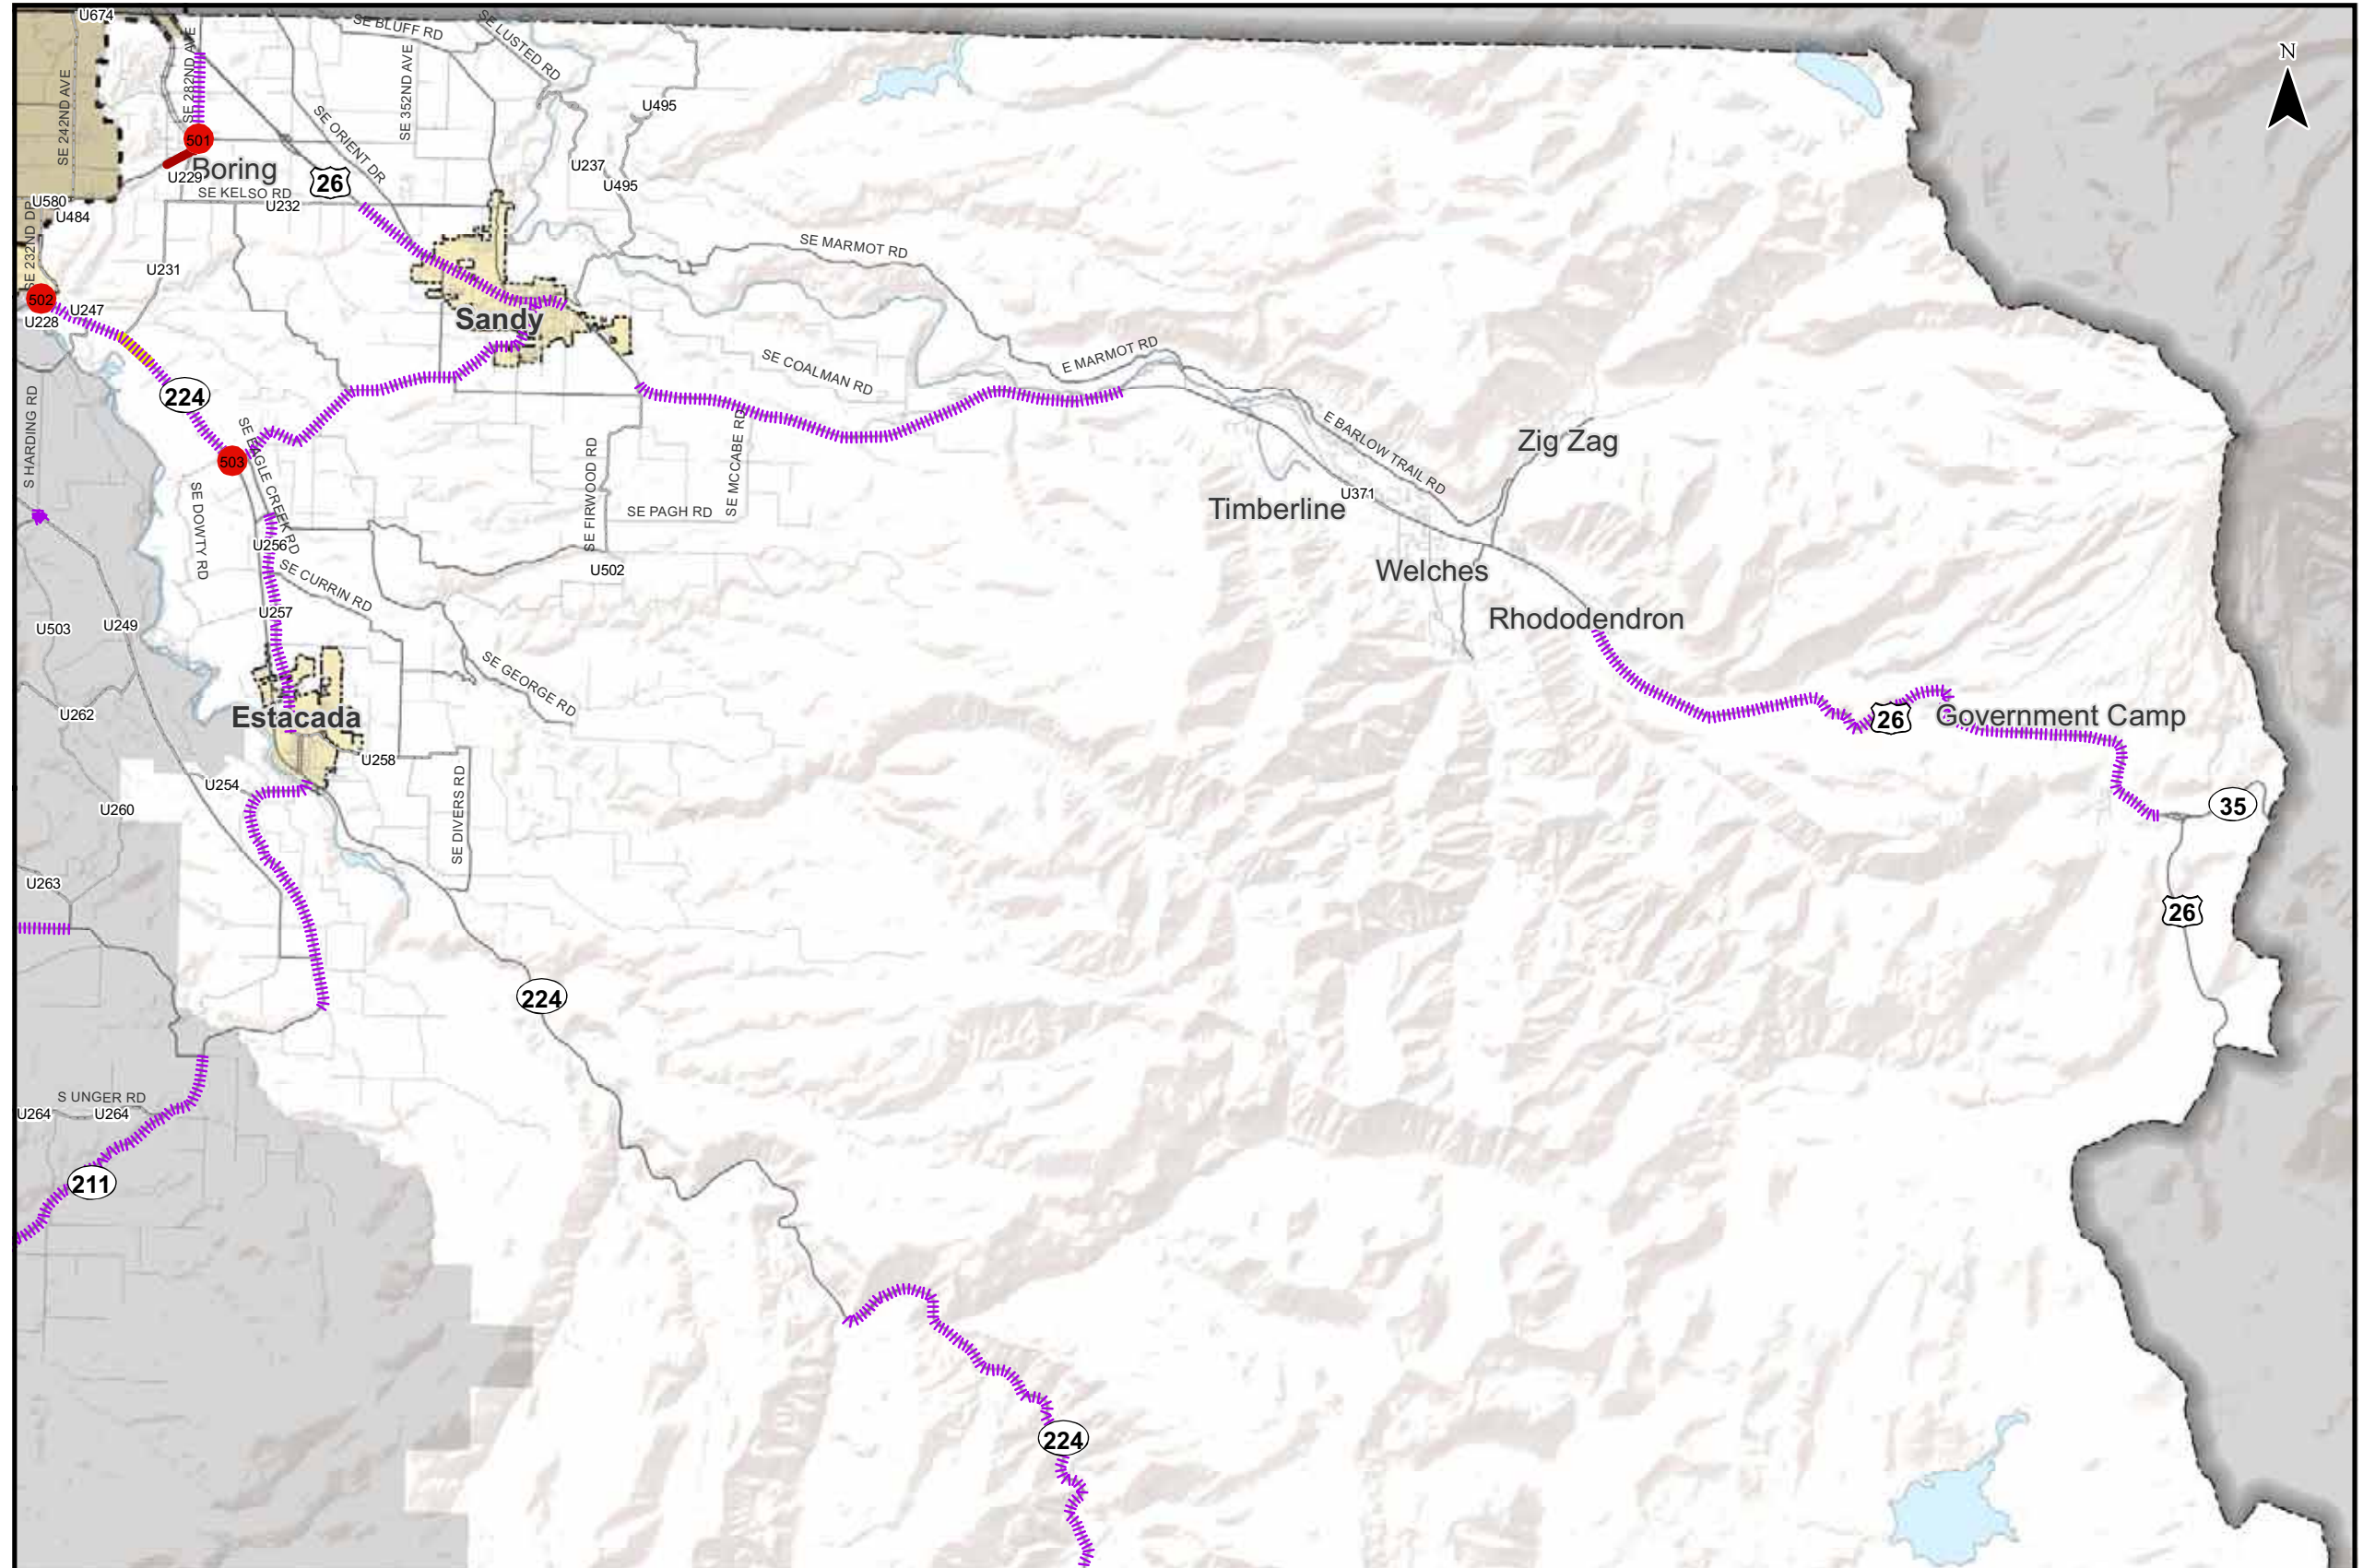 U674
SE BLUFF RD
SE LUSTED RD
N
SE 282ND AVE
SE 352ND AVE
SE 242ND AVE
SE ORIENT DR
U495
501
Boring
U229
26
U237
U495
SE KELSO RD
U232
U580
U484
SE 232ND DR
SE MARMOT RD
U231
502
U247
U228
Sandy
SE COALMAN RD
E MARMOT RD
224
S HARDING RD
SE EAGLE CREEK RD
503
SE MCCABE RD
E BARLOW TRAIL RD
Zig Zag
SE FIRWOOD RD
U371
Timberline
SE DOWTY RD
SE PAGH RD
U256
SE CURRIN RD
U502
Welches
U257
Rhododendron
U503
U249
SE GEORGE RD
U262
Estacada
26
Government Camp
U258
U254
SE DIVERS RD
U260
35
U263
26
224
S UNGER RD
U264
U264
211
224